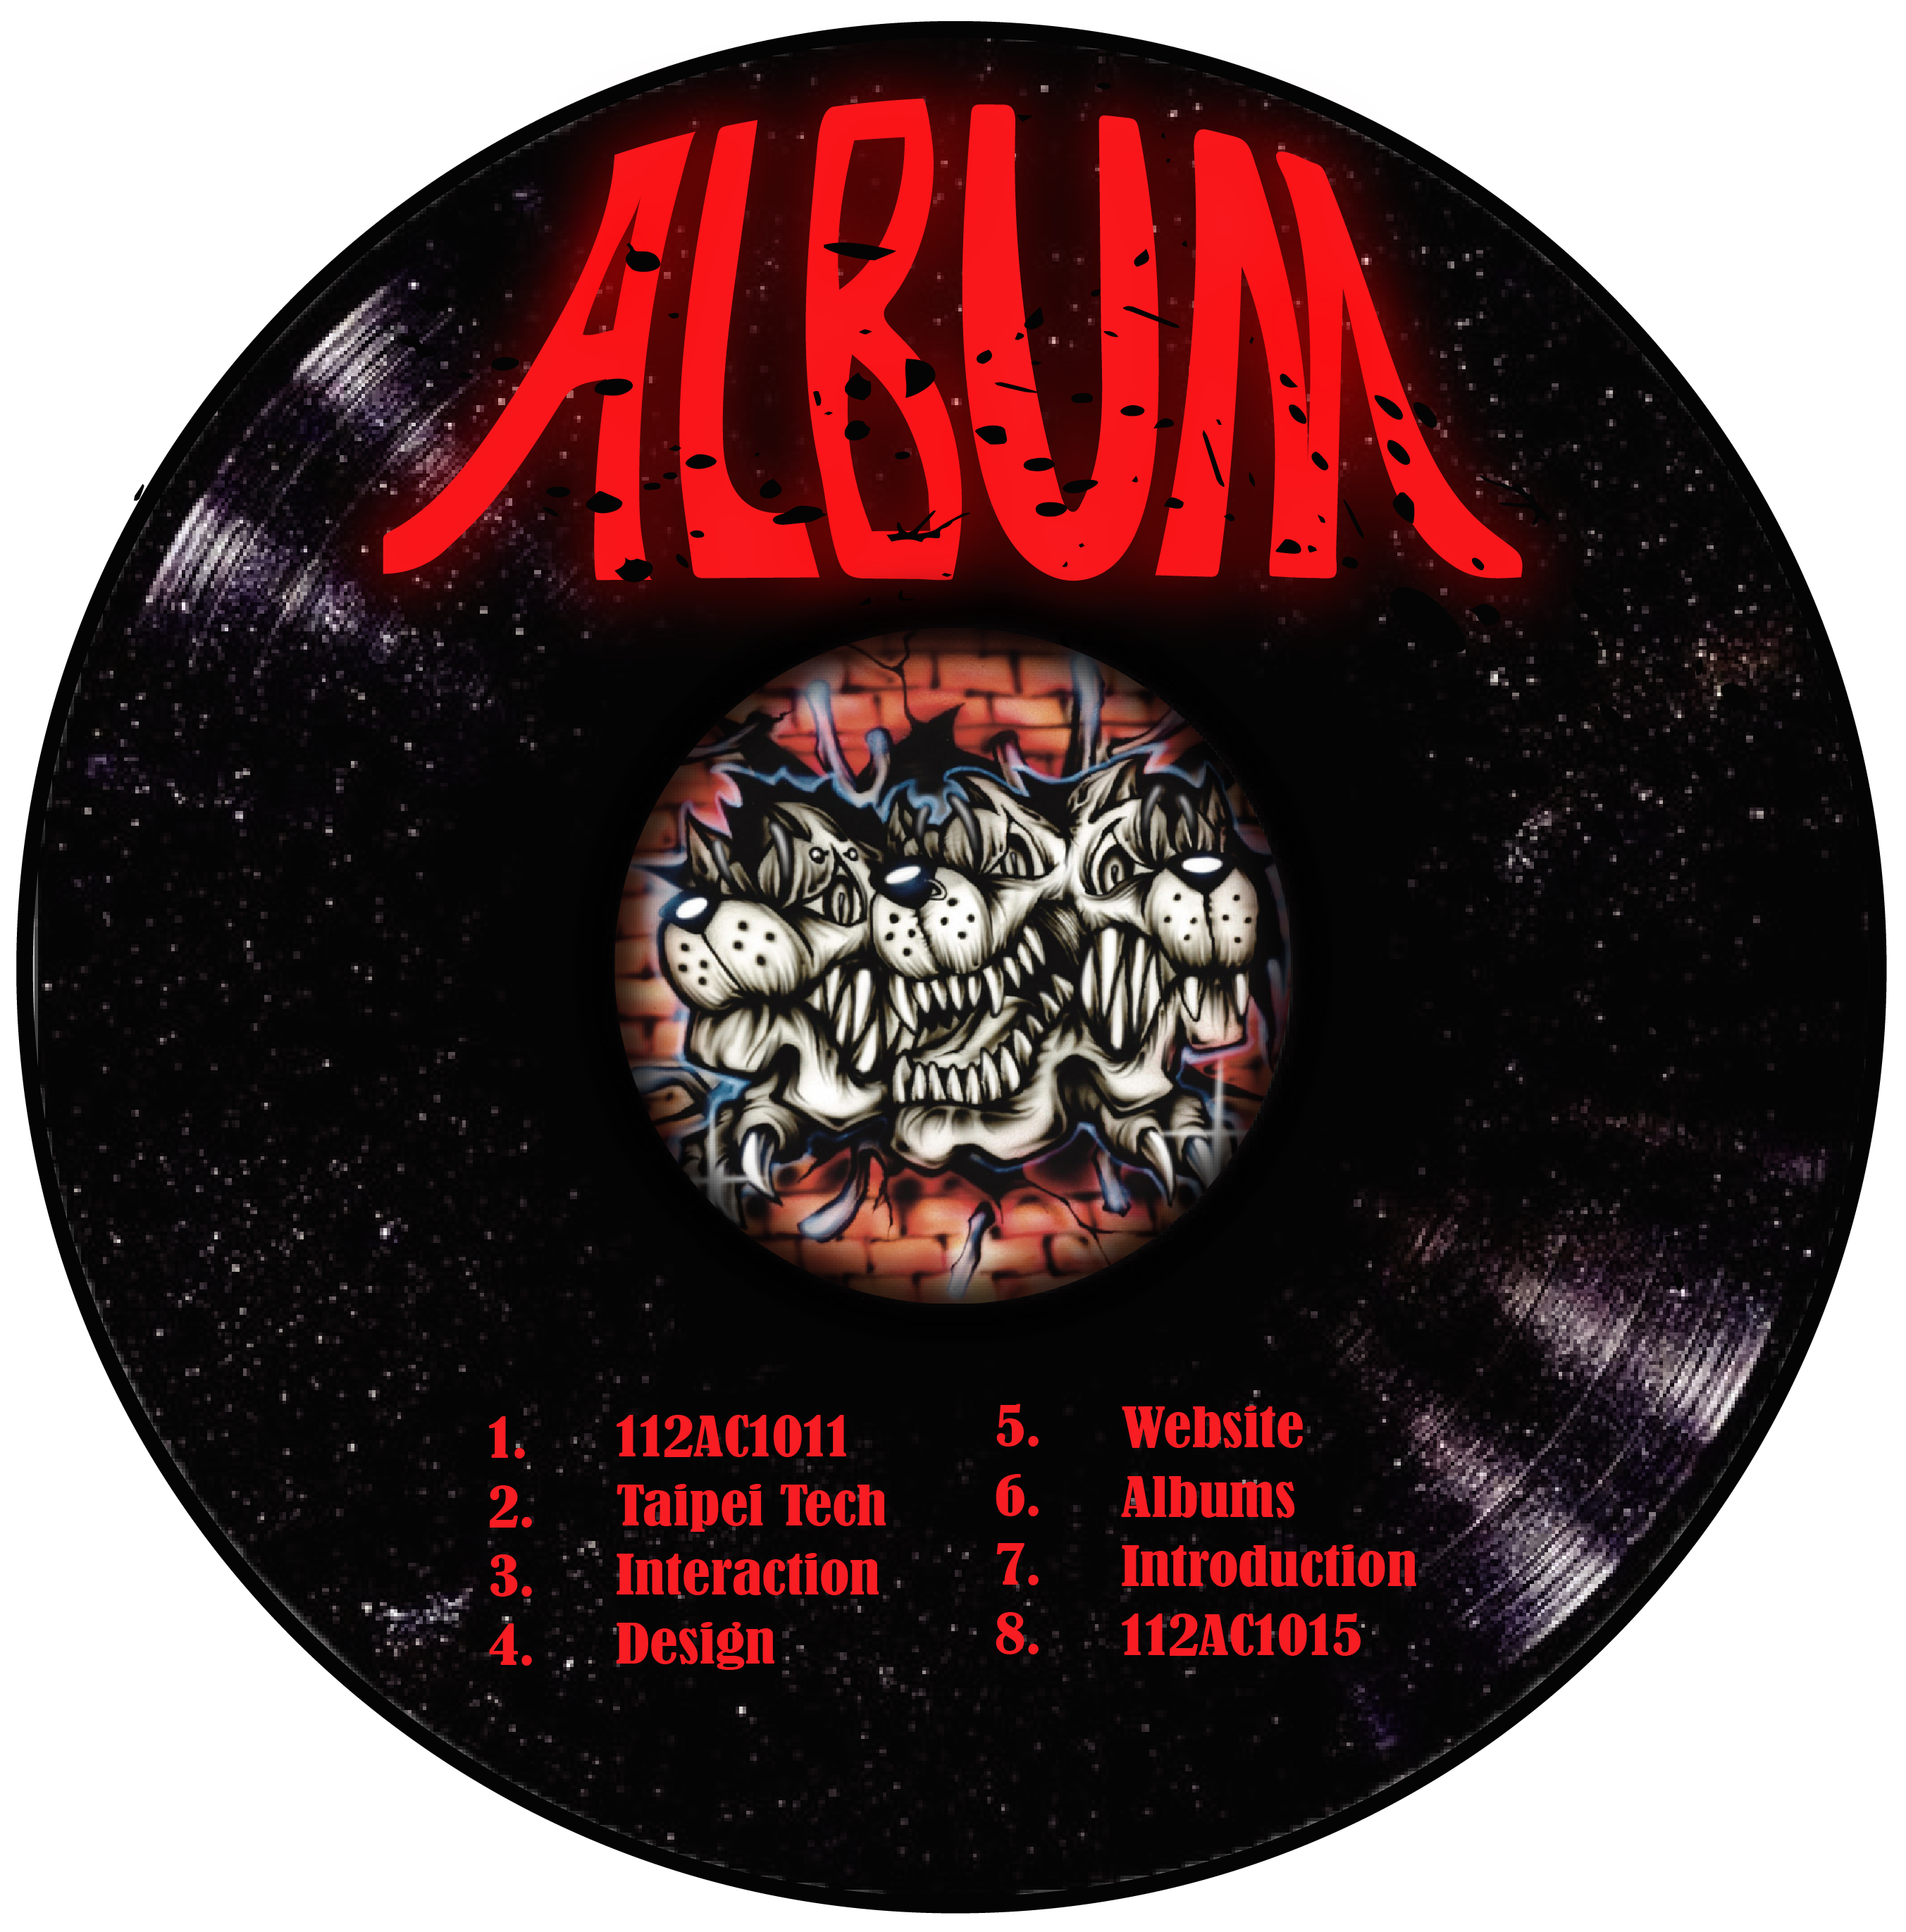 ALBUM
1. 112AC1011
2. Taipei Tech
3. Interaction
4. Design
5. Website
6. Albums
7. Introduction
8. 112AC1015